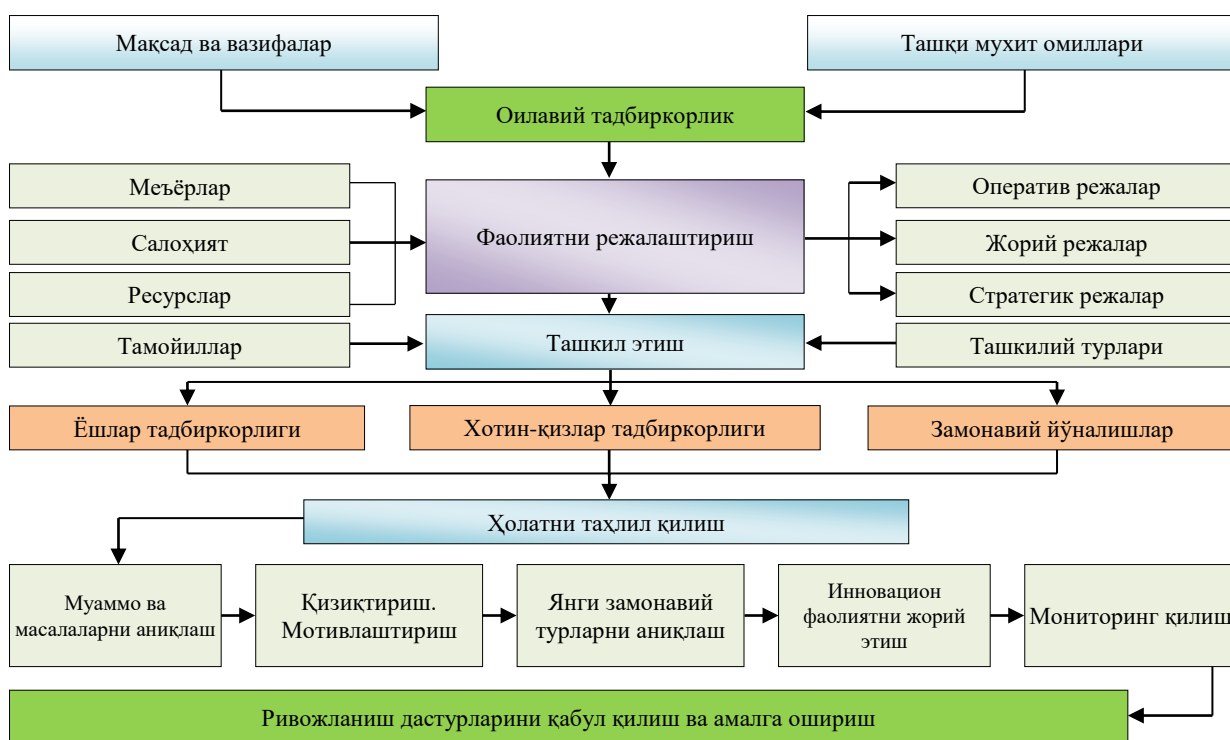 Мақсад ва вазифалар
Ташқи мухит омиллари
Оилавий тадбиркорлик
Меъёрлар
Салоҳият
Ресурслар
Тамойиллар
Фаолиятни режалаштириш
Ташкил этиш
Оператив режалар
Жорий режалар
Стратегик режалар
Ташкилий турлари
Ёшлар тадбиркорлиги
Хотин-қизлар тадбиркорлиги
Замонавий йўналишлар
Ҳолатни таҳлил қилиш
Муаммо ва
масалаларни аниқлаш
Қизиқтириш.
Мотивлаштириш
Янги замонавий
турларни аниқлаш
Инновацион
фаолиятни жорий
этиш
Мониторинг қилиш
Ривожланиш дастурларини қабул қилиш ва амалга ошириш